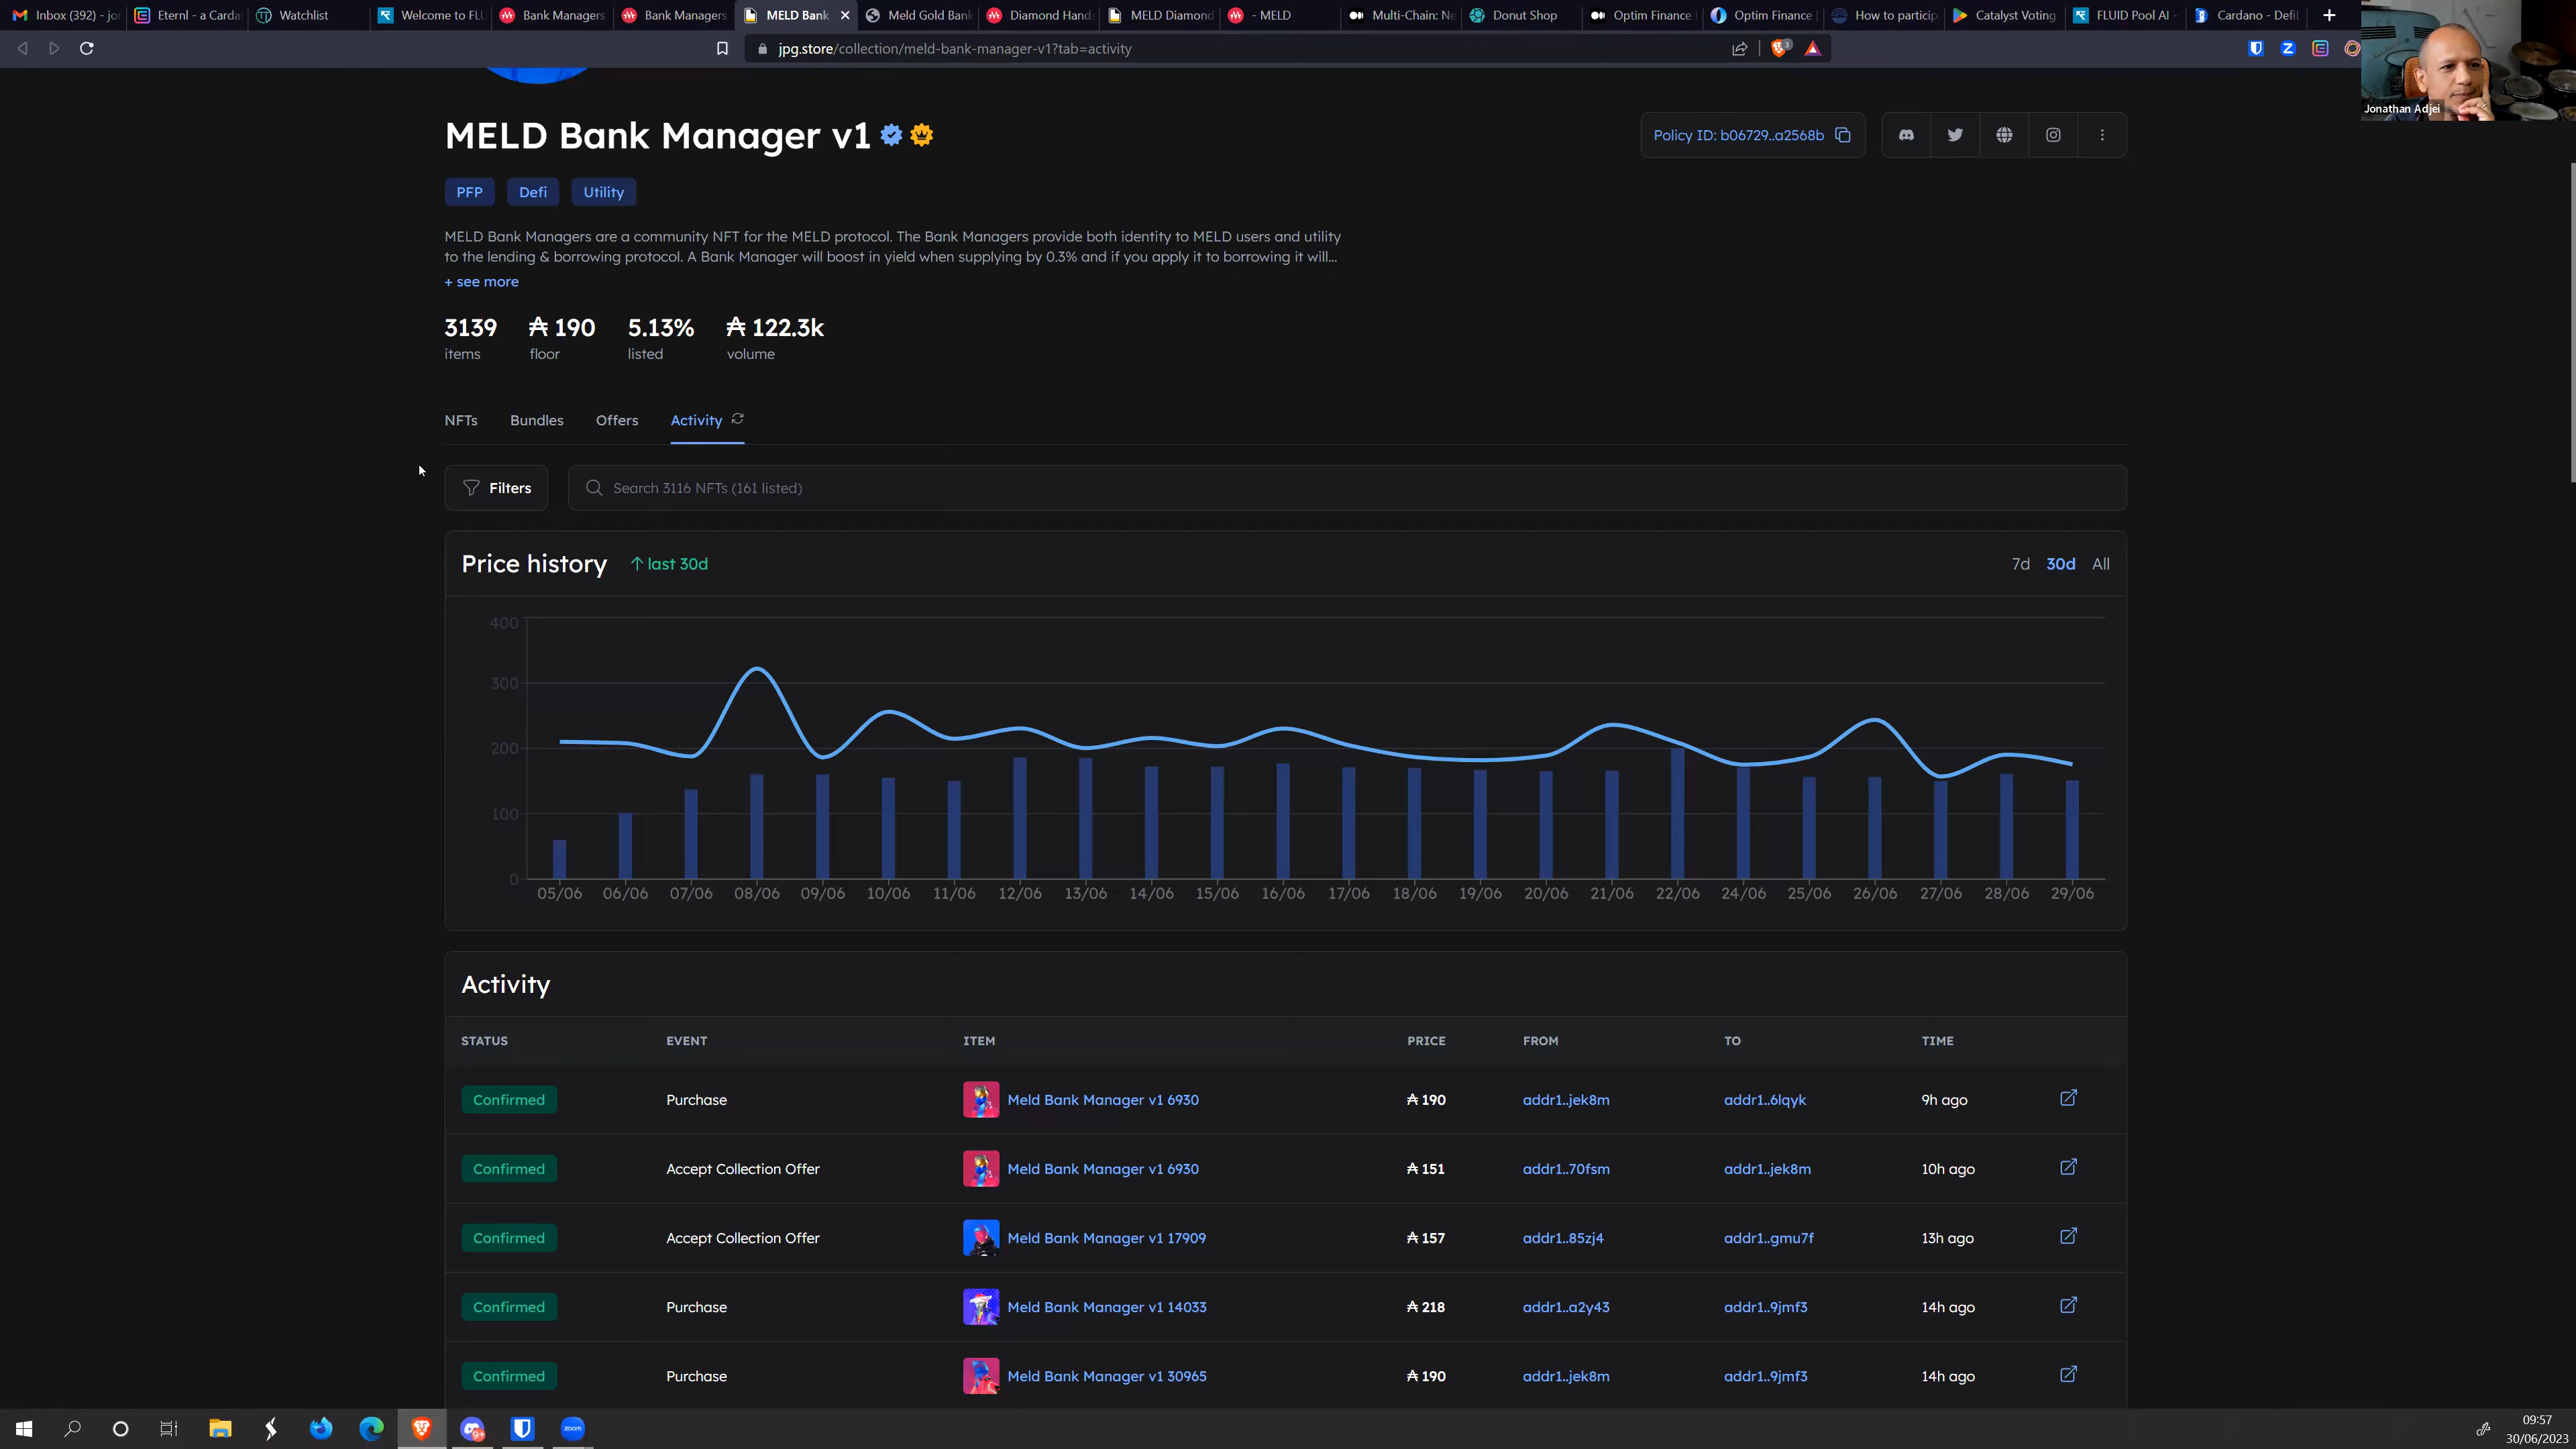 Inbox (392) - jon
Eternl - a Carda
Watchlist
Welcome to FLU
Bank Managers
Bank Managers
MELD Bank
Meld Gold Bank
Diamond Hand
MELD Diamond
- MELD
Multi-Chain: Ne
Donut Shop
Optim Finance
Optim Finance
How to particip
Catalyst Voting
FLUID Pool AI -
Cardano - DefiL
jpg.store/collection/meld-bank-manager-v1?tab=activity
3
Jonathan Adjei
MELD Bank Manager v1
Policy ID: b06729..a2568b
PFP
Defi
Utility
MELD Bank Managers are a community NFT for the MELD protocol. The Bank Managers provide both identity to MELD users and utility
to the lending & borrowing protocol. A Bank Manager will boost in yield when supplying by 0.3% and if you apply it to borrowing it will...
+ see more
3139 ₳ 190 5.13% ₳ 122.3k
items floor listed volume
NFTs Bundles Offers Activity
Filters
Search 3116 NFTs (161 listed)
Price history
↑ last 30d
7d 30d All
400
300
200
100
0
05/06 06/06 07/06 08/06 09/06 10/06 11/06 12/06 13/06 14/06 15/06 16/06 17/06 18/06 19/06 20/06 21/06 22/06 24/06 25/06 26/06 27/06 28/06 29/06
Activity
STATUS EVENT ITEM PRICE FROM TO TIME
Confirmed Purchase Meld Bank Manager v1 6930 ₳ 190 addr1..jek8m addr1..6lqyk 9h ago
Confirmed Accept Collection Offer Meld Bank Manager v1 6930 ₳ 151 addr1..70fsm addr1..jek8m 10h ago
Confirmed Accept Collection Offer Meld Bank Manager v1 17909 ₳ 157 addr1..85zj4 addr1..gmu7f 13h ago
Confirmed Purchase Meld Bank Manager v1 14033 ₳ 218 addr1..a2y43 addr1..9jmf3 14h ago
Confirmed Purchase Meld Bank Manager v1 30965 ₳ 190 addr1..jek8m addr1..9jmf3 14h ago
zoom
09:57
30/06/2023